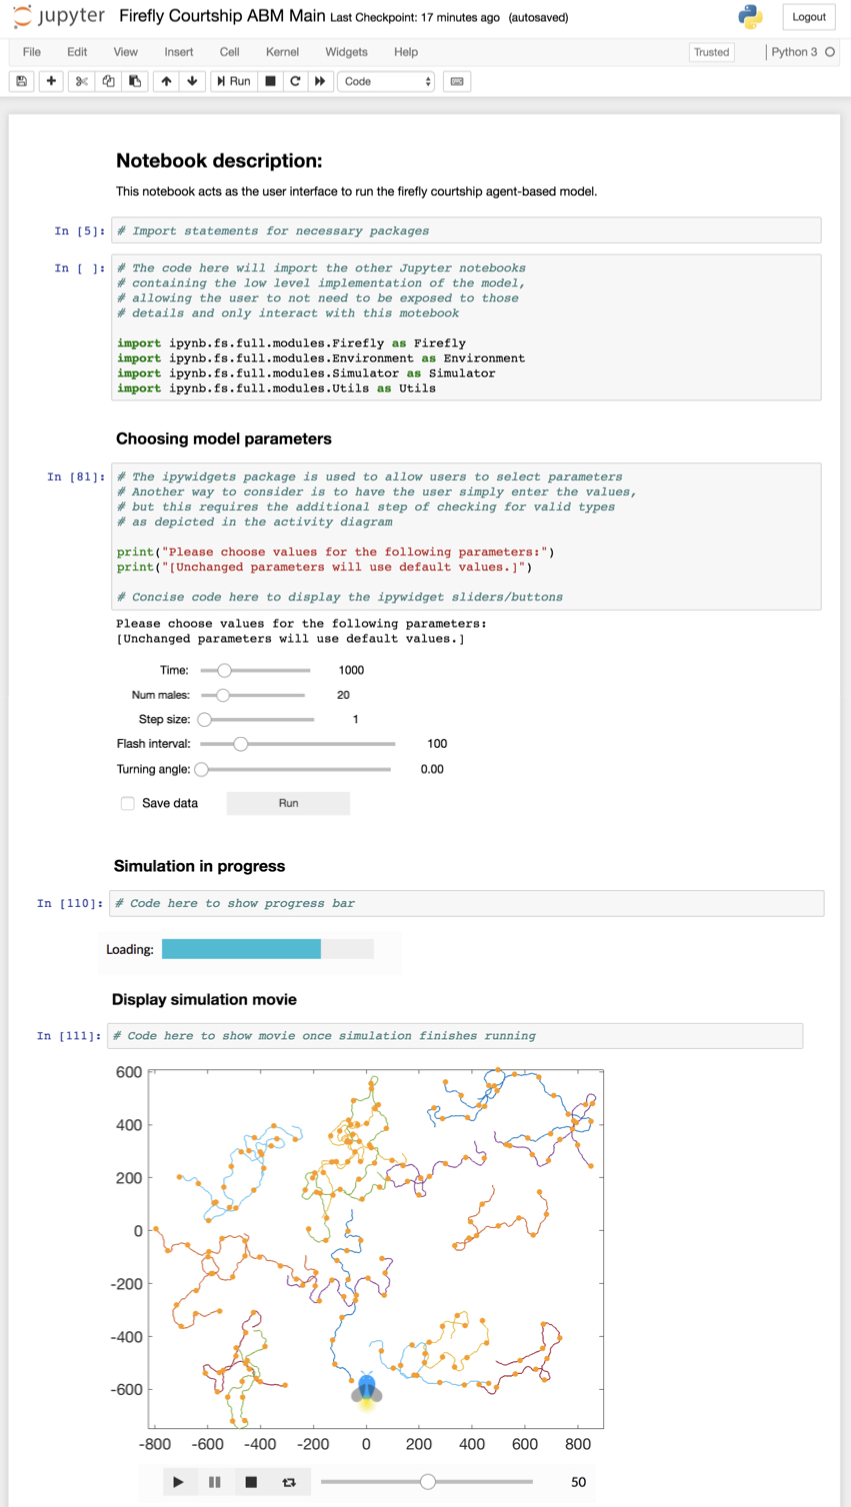 jupyter Firefly Courtship ABM Main Last Checkpoint: 17 minutes ago (autosaved) Logout
File Edit View Insert Cell Kernel Widgets Help Trusted Python 3
Run Code
Notebook description:
This notebook acts as the user interface to run the firefly courtship agent-based model.
In [5]: # Import statements for necessary packages
In [ ]: # The code here will import the other Jupyter notebooks
# containing the low level implementation of the model,
# allowing the user to not need to be exposed to those
# details and only interact with this motebook
import ipynb.fs.full.modules.Firefly as Firefly
import ipynb.fs.full.modules.Environment as Environment
import ipynb.fs.full.modules.Simulator as Simulator
import ipynb.fs.full.modules.Utils as Utils
Choosing model parameters
In [81]: # The ipywidgets package is used to allow users to select parameters
# Another way to consider is to have the user simply enter the values,
# but this requires the additional step of checking for valid types
# as depicted in the activity diagram
print("Please choose values for the following parameters:")
print("[Unchanged parameters will use default values.]")
# Concise code here to display the ipywidget sliders/buttons
Please choose values for the following parameters:
[Unchanged parameters will use default values.]
Time: 1000
Num males: 20
Step size: 1
Flash interval: 100
Turning angle: 0.00
Save data Run
Simulation in progress
In [110]: # Code here to show progress bar
Loading:
Display simulation movie
In [111]: # Code here to show movie once simulation finishes running
600
400
200
0
-200
-400
-600
-800 -600 -400 -200 0 200 400 600 800
50